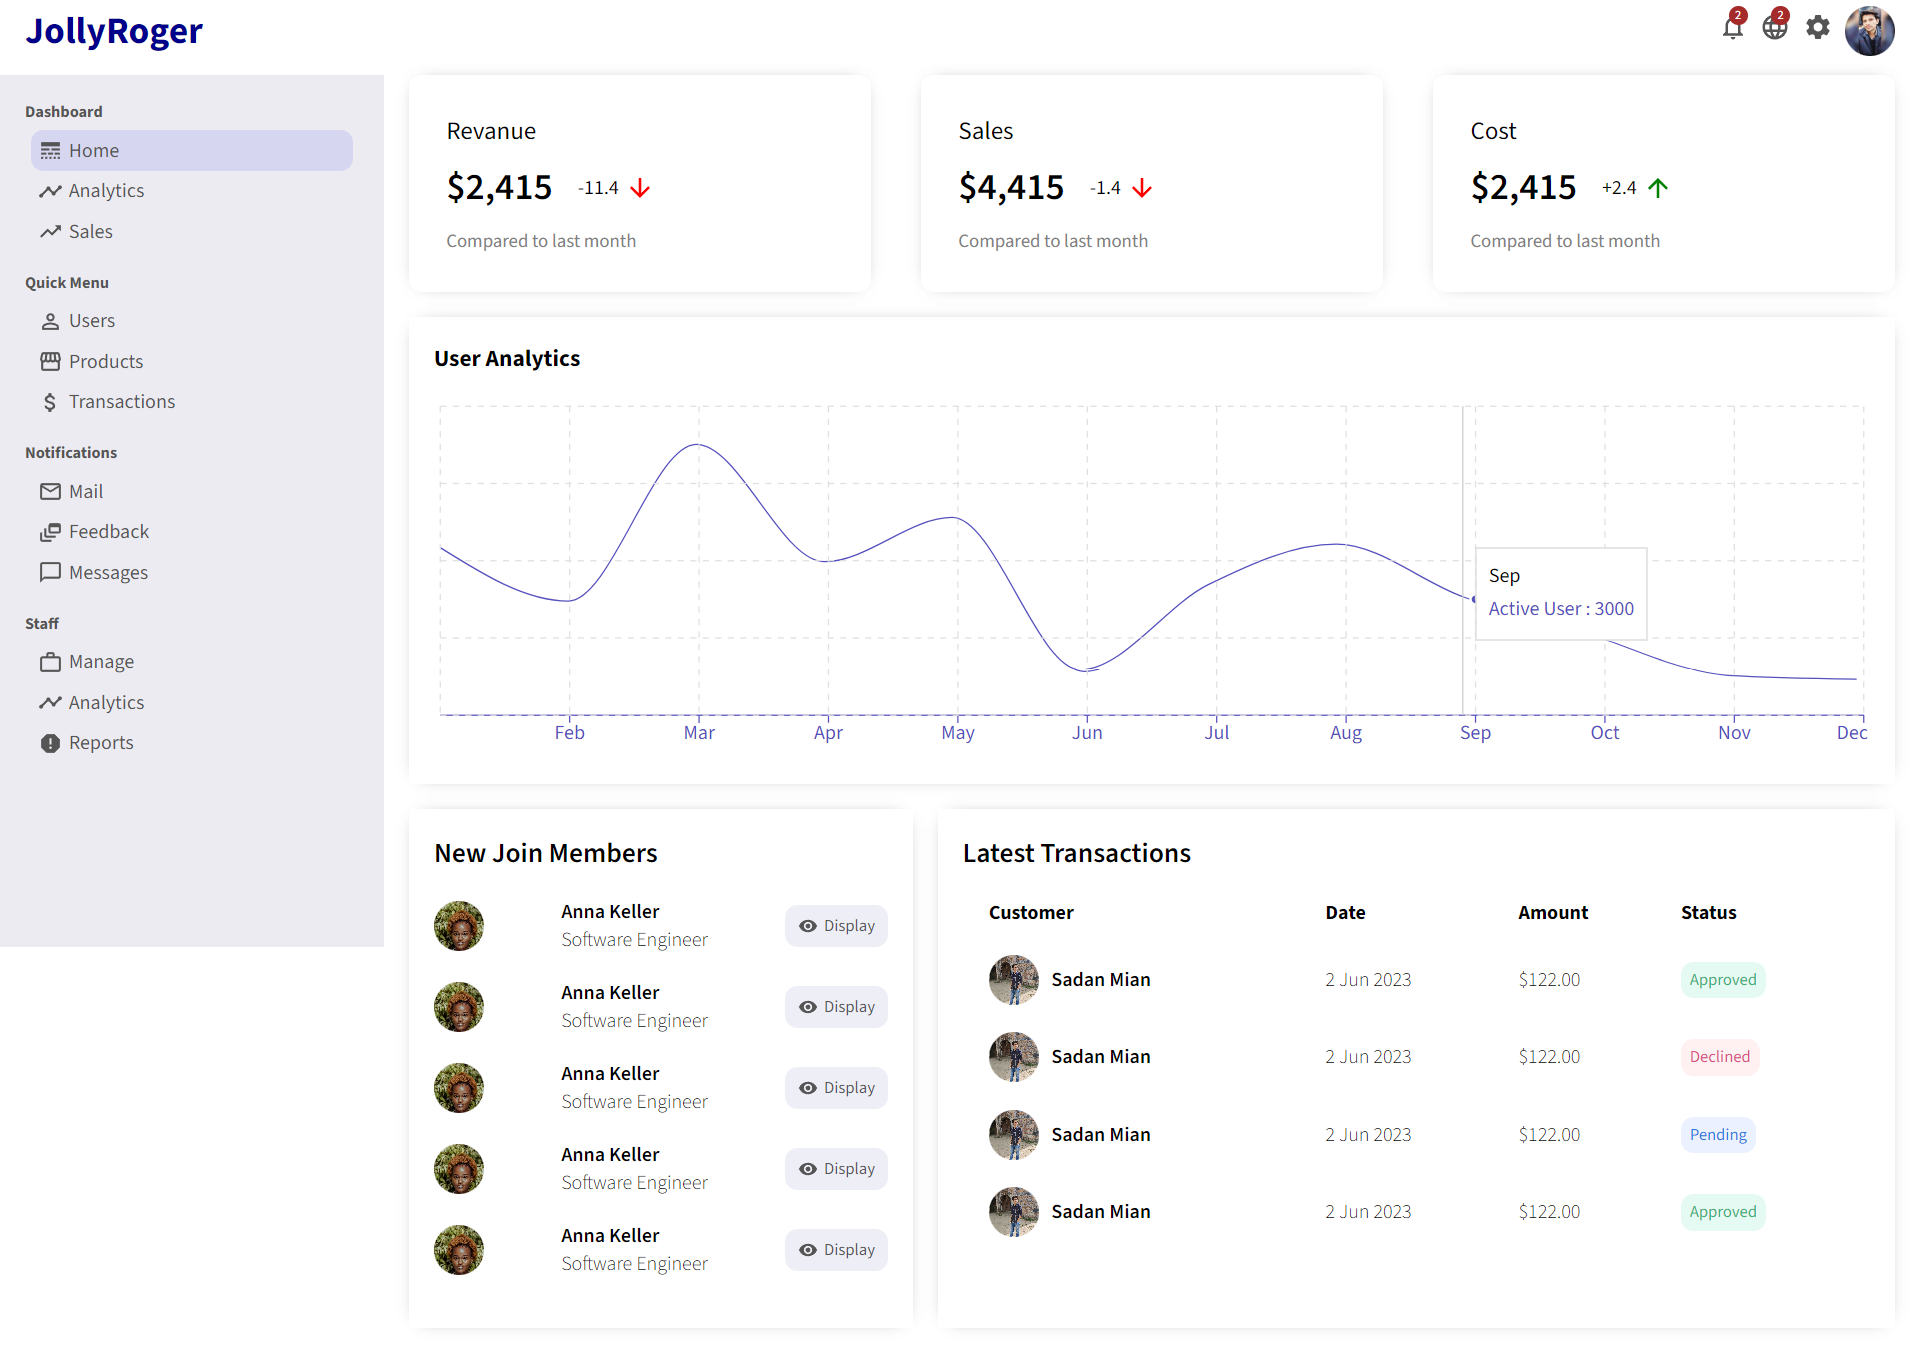 JollyRoger
2
2
Dashboard
Home
Analytics
Sales
Quick Menu
Users
Products
Transactions
Notifications
Mail
Feedback
Messages
Staff
Manage
Analytics
Reports
Revanue
$2,415 -11.4
Compared to last month
Sales
$4,415 -1.4
Compared to last month
Cost
$2,415 +2.4
Compared to last month
User Analytics
Sep
Active User : 3000
Feb Mar Apr May Jun Jul Aug Sep Oct Nov Dec
New Join Members
Anna Keller
Software Engineer
Display
Anna Keller
Software Engineer
Display
Anna Keller
Software Engineer
Display
Anna Keller
Software Engineer
Display
Anna Keller
Software Engineer
Display
Latest Transactions
Customer Date Amount Status
Sadan Mian 2 Jun 2023 $122.00 Approved
Sadan Mian 2 Jun 2023 $122.00 Declined
Sadan Mian 2 Jun 2023 $122.00 Pending
Sadan Mian 2 Jun 2023 $122.00 Approved